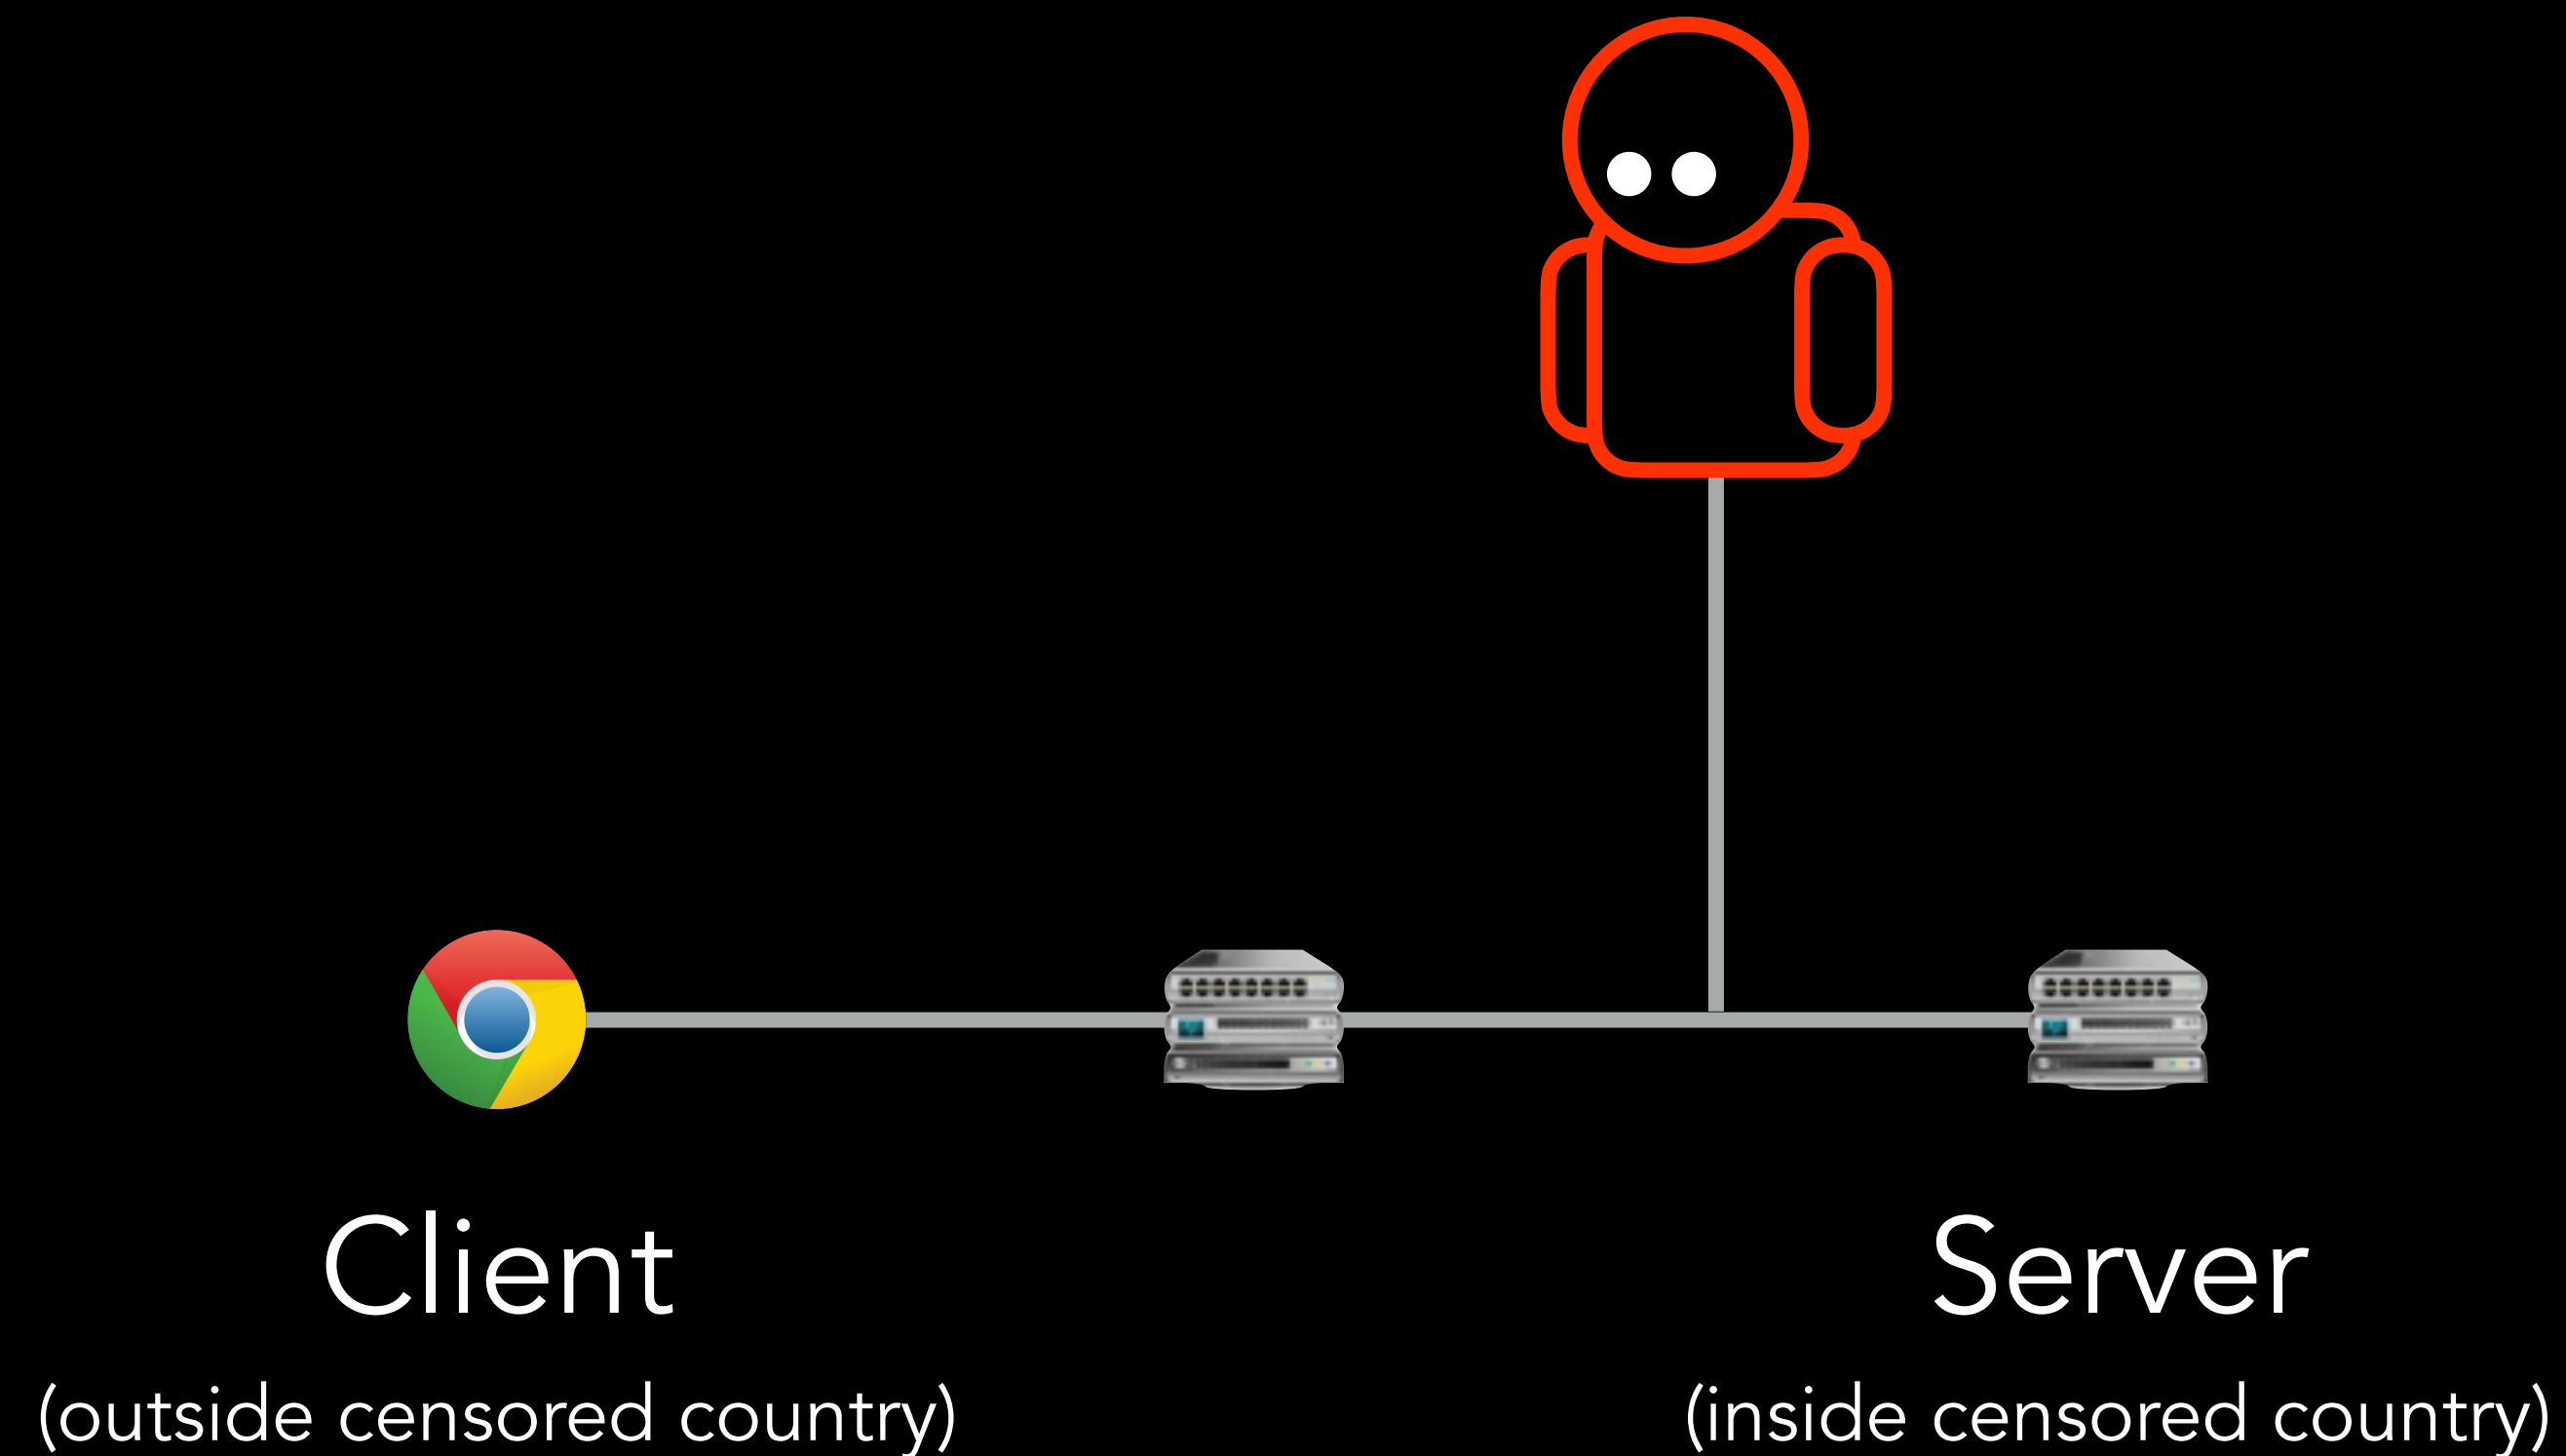 Client
Server
(outside censored country)
(inside censored country)